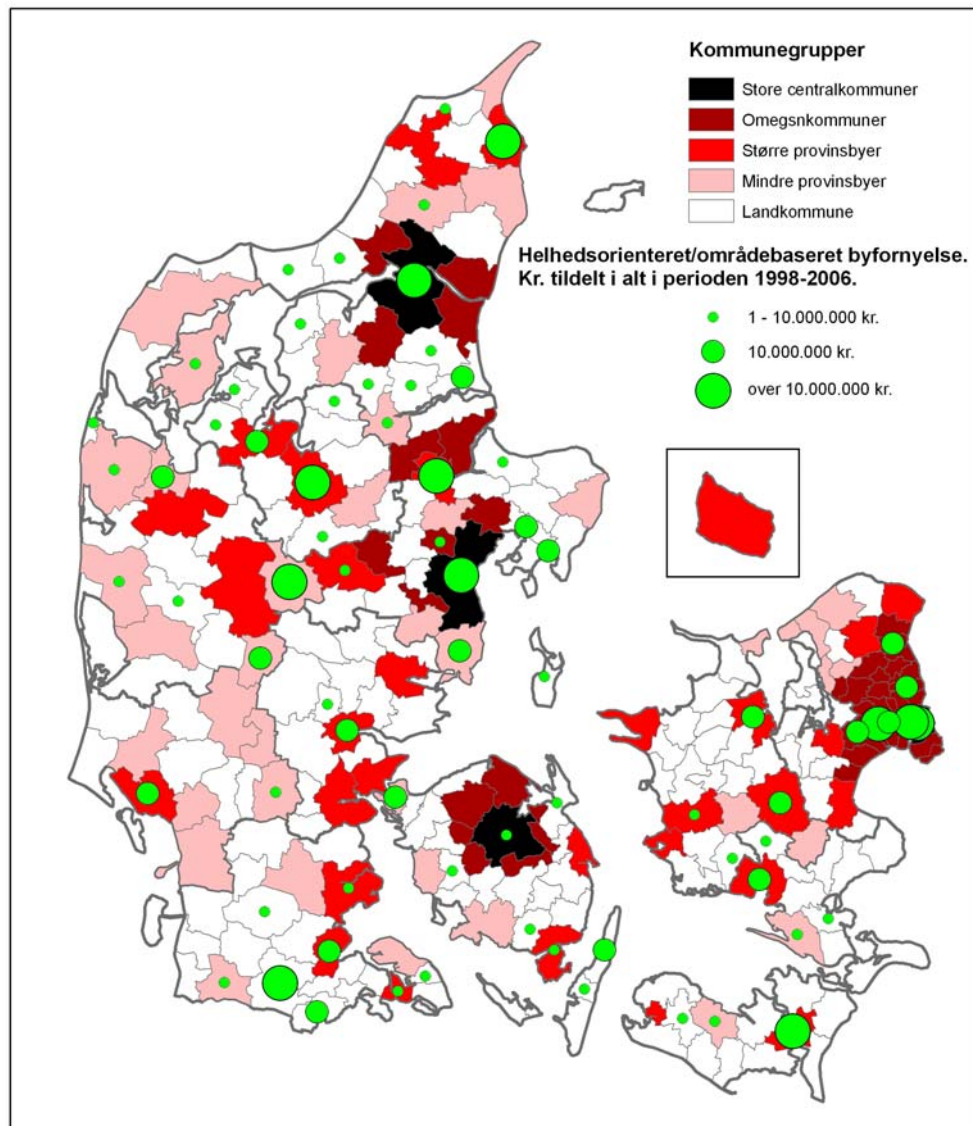 Kommunegrupper
Store centralkommuner
Omegsnkommuner
Større provinsbyer
Mindre provinsbyer
Landkommune
Helhedsorienteret/områdebaseret byfornyelse.
Kr. tildelt i alt i perioden 1998-2006.
1 - 10.000.000 kr.
10.000.000 kr.
over 10.000.000 kr.